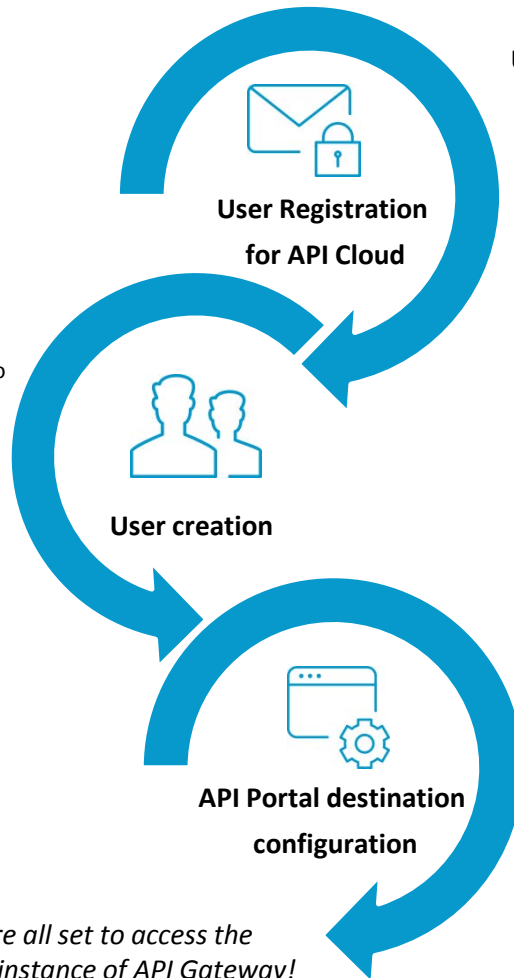 User Registration
for API Cloud
User creation
API Portal destination
configuration
all set to access the
instance of API Gateway!